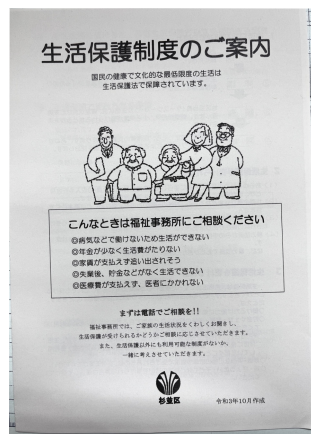 生活保護制度のご案内
国民の健康で文化的な最低限度の生活は
生活保護法で保障されています。
こんなときは福祉事務所にご相談ください
◎病気などで働けないため生活ができない
◎年金が少なく生活費がたりない
◎家賃が支払えず追い出されそう
◎失業後、貯金などがなく生活できない
◎医療費が支払えず、医者にかかれない
まずは電話でご相談を!!
福祉事務所では、ご家族の生活状況をくわしくお聞きし、
生活保護が受けられるかどうかご相談に応じさせていただきます。
また、生活保護以外にも利用可能な制度がないか、
一緒に考えさせていただきます。
杉並区
令和3年10月作成